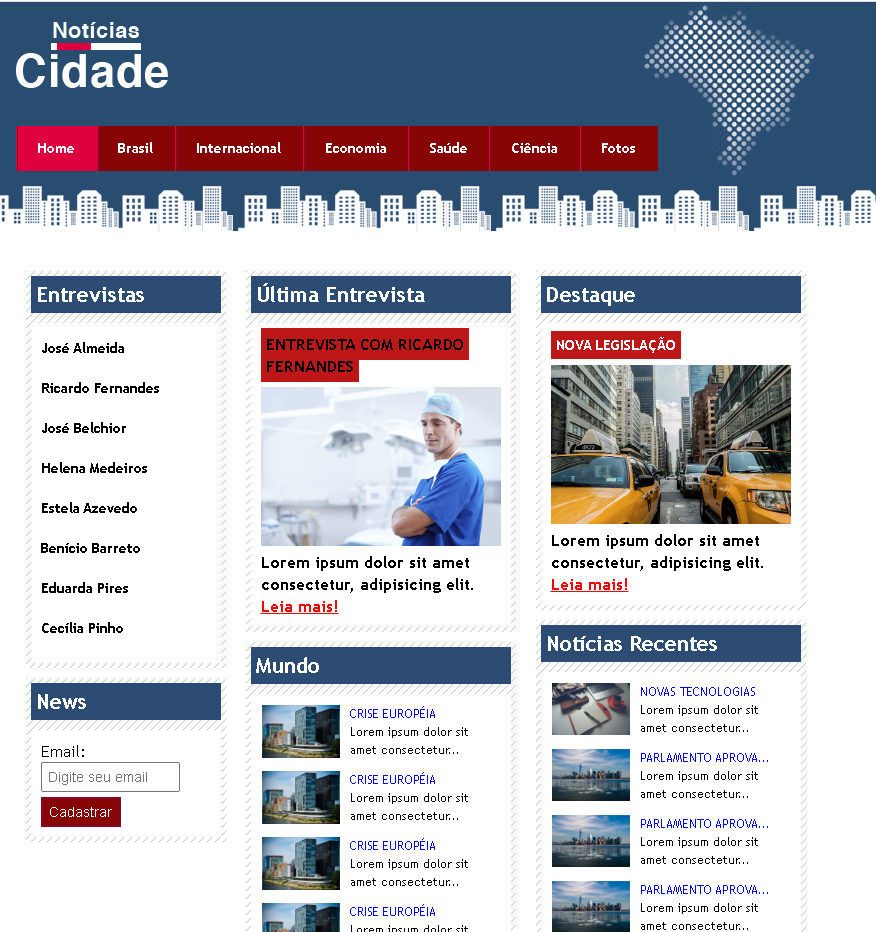 Notícias
Cidade
Home Brasil Internacional Economia Saúde Ciência Fotos
Entrevistas
José Almeida
Ricardo Fernandes
José Belchior
Helena Medeiros
Estela Azevedo
Benício Barreto
Eduarda Pires
Cecília Pinho
News
Email:
Digite seu email
Cadastrar
Última Entrevista
ENTREVISTA COM RICARDO
FERNANDES
Lorem ipsum dolor sit amet
consectetur, adipisicing elit.
Leia mais!
Mundo
CRISE EUROPÉIA
Lorem ipsum dolor sit
amet consectetur...
CRISE EUROPÉIA
Lorem ipsum dolor sit
amet consectetur...
CRISE EUROPÉIA
Lorem ipsum dolor sit
amet consectetur...
CRISE EUROPÉIA
Lorem ipsum dolor sit
Destaque
NOVA LEGISLAÇÃO
Lorem ipsum dolor sit amet
consectetur, adipisicing elit.
Leia mais!
Notícias Recentes
NOVAS TECNOLOGIAS
Lorem ipsum dolor sit
amet consectetur...
PARLAMENTO APROVA...
Lorem ipsum dolor sit
amet consectetur...
PARLAMENTO APROVA...
Lorem ipsum dolor sit
amet consectetur...
PARLAMENTO APROVA...
Lorem ipsum dolor sit
amet consectetur...